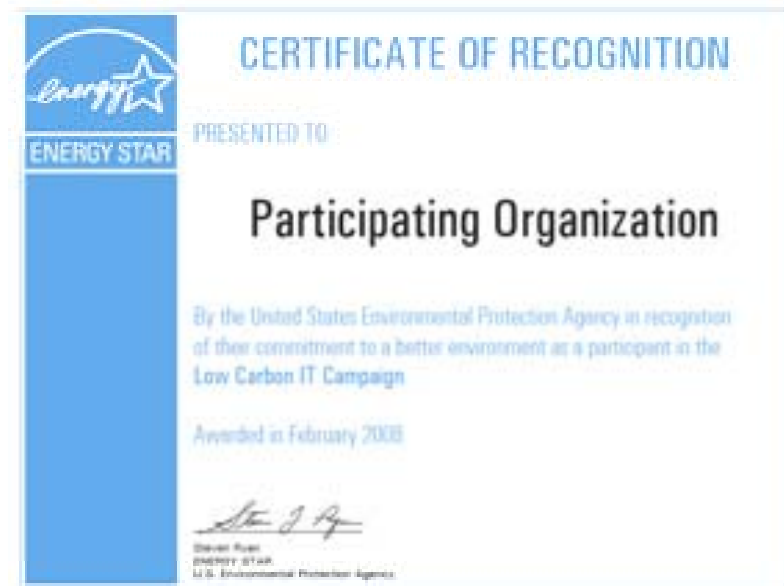 CERTIFICATE OF RECOGNITION
energy
ENERGY STAR
PRESENTED TO
Participating Organization
By the United States Environmental Protection Agency in recognition
of their commitment to a better environment as a participant in the
Low Carbon IT Campaign
Awarded in February 2008
Steven Ryan
ENERGY STAR
U.S. Environmental Protection Agency